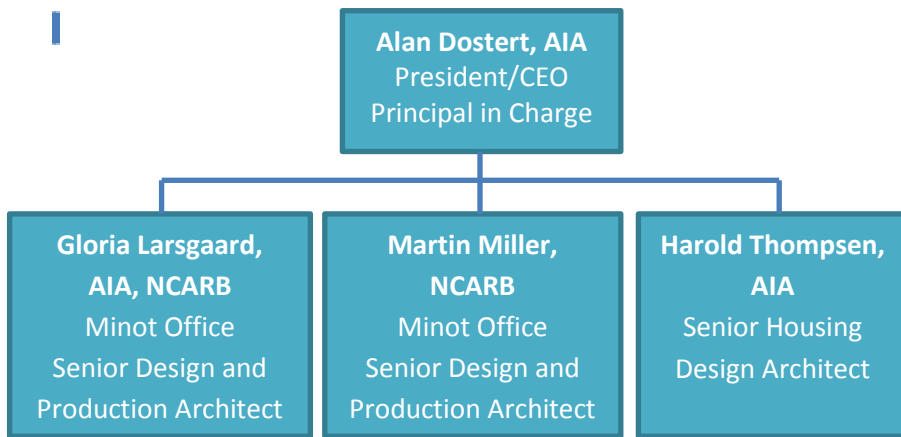 Alan Dostert, AIA
President/CEO
Principal in Charge
Gloria Larsgaard,
AIA, NCARB
Minot Office
Senior Design and
Production Architect
Martin Miller,
NCARB
Minot Office
Senior Design and
Production Architect
Harold Thompsen,
AIA
Senior Housing
Design Architect